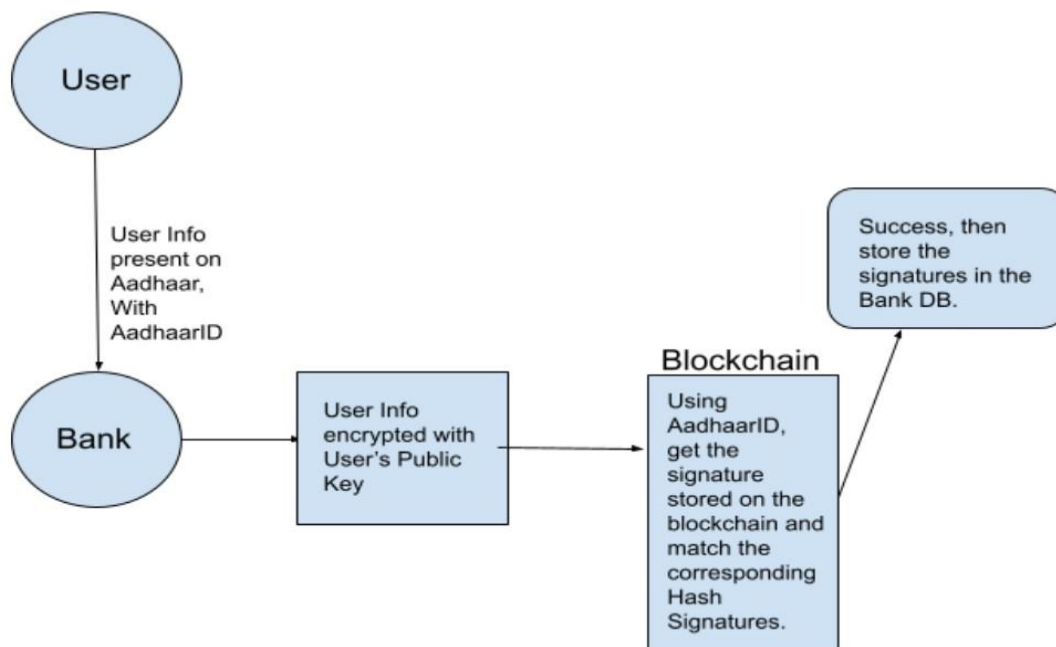 User
User Info
present on
Aadhaar,
With
AadhaarID
Bank
User Info
encrypted with
User's Public
Key
Blockchain
Using
AadhaarID,
get the
signature
stored on the
blockchain and
match the
corresponding
Hash
Signatures.
Success, then
store the
signatures in the
Bank DB.